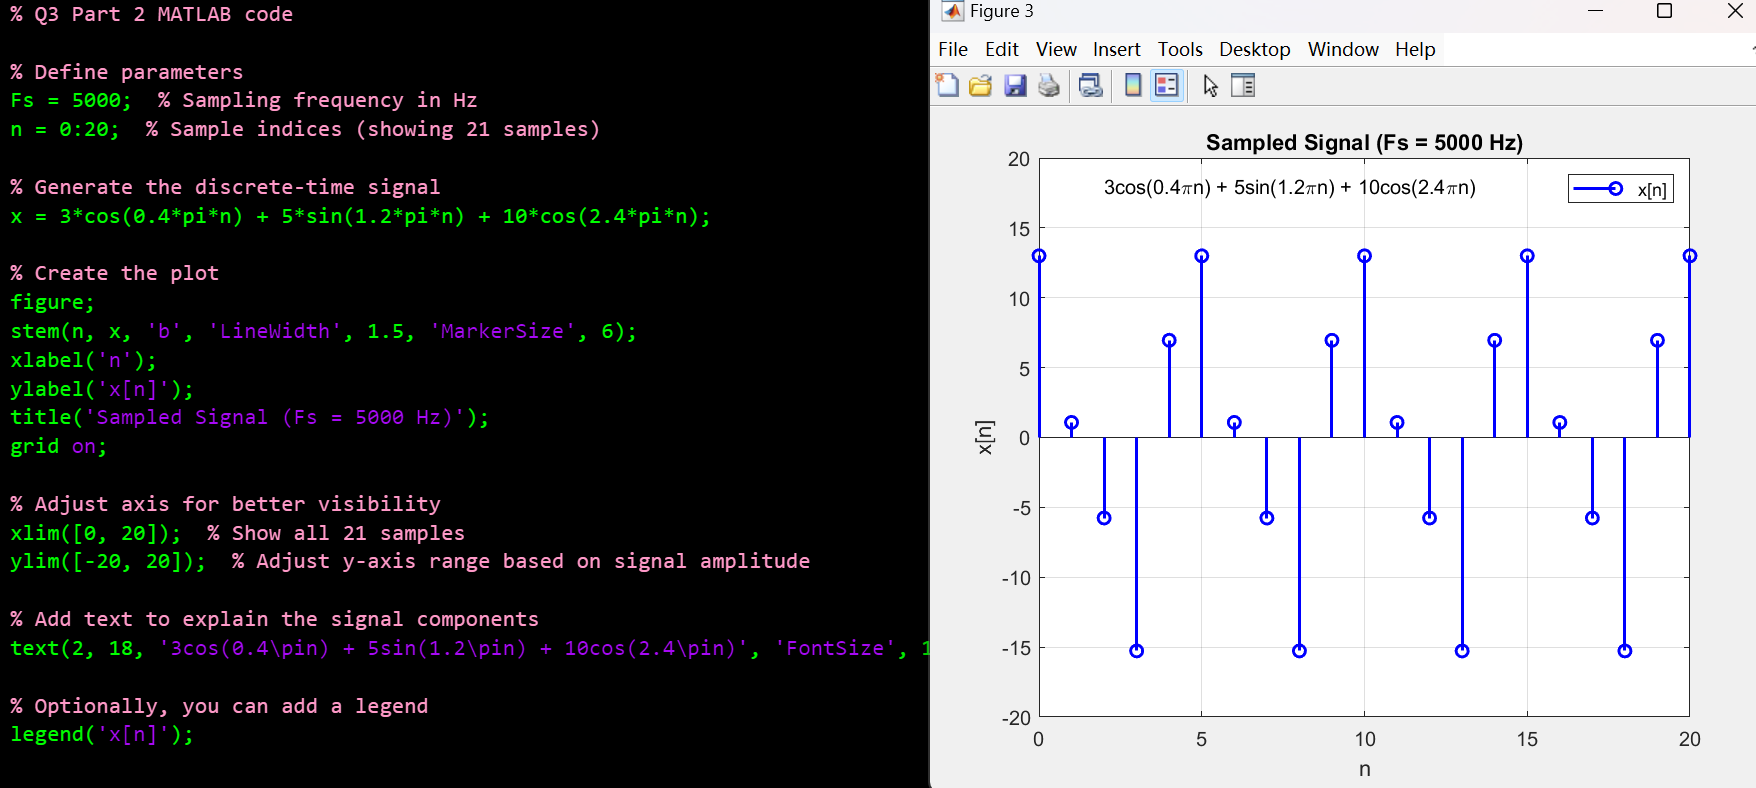 % Q3 Part 2 MATLAB code
% Define parameters
Fs = 5000;  % Sampling frequency in Hz
n = 0:20;  % Sample indices (showing 21 samples)
% Generate the discrete-time signal
x = 3*cos(0.4*pi*n) + 5*sin(1.2*pi*n) + 10*cos(2.4*pi*n);
% Create the plot
figure;
stem(n, x, 'b', 'LineWidth', 1.5, 'MarkerSize', 6);
xlabel('n');
ylabel('x[n]');
title('Sampled Signal (Fs = 5000 Hz)');
grid on;
% Adjust axis for better visibility
xlim([0, 20]);  % Show all 21 samples
ylim([-20, 20]);  % Adjust y-axis range based on signal amplitude
% Add text to explain the signal components
text(2, 18, '3cos(0.4\pin) + 5sin(1.2\pin) + 10cos(2.4\pin)', 'FontSize',
% Optionally, you can add a legend
legend('x[n]');
Figure 3
File Edit View Insert Tools Desktop Window Help
Sampled Signal (Fs = 5000 Hz)
3cos(0.4πn) + 5sin(1.2πn) + 10cos(2.4πn)
x[n]
20
15
10
5
0
-5
-10
-15
-20
x[n]
0 5 10 15 20
n